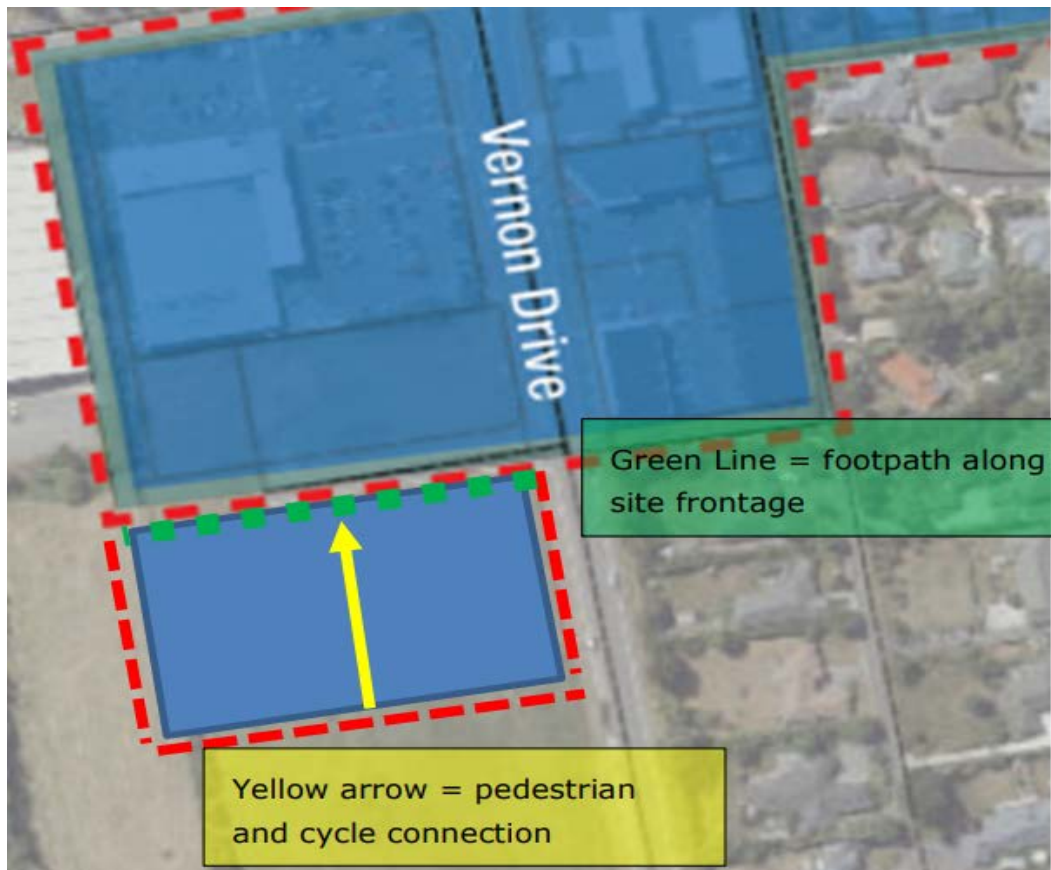 Vernon Drive
Green Line = footpath along
site frontage
Yellow arrow = pedestrian
and cycle connection